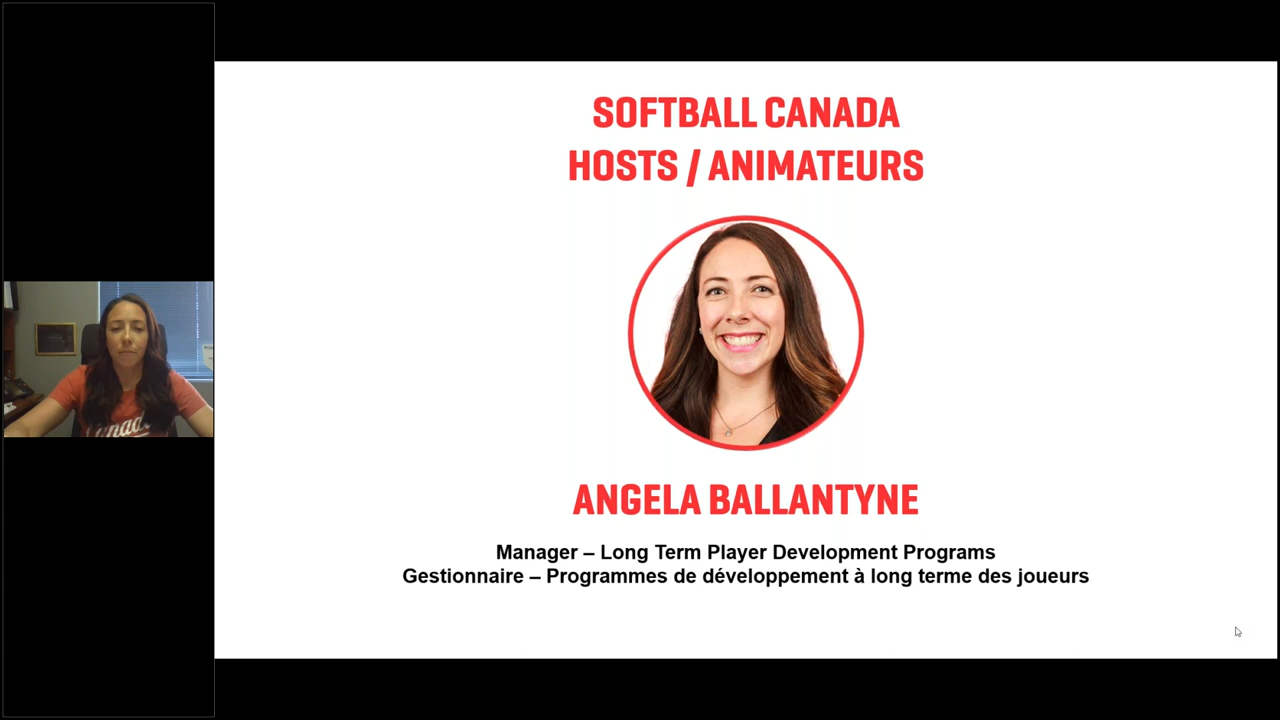 SOFTBALL CANADA
HOSTS / ANIMATEURS
ANGELA BALLANTYNE
Manager – Long Term Player Development Programs
Gestionnaire – Programmes de développement à long terme des joueurs
Canada